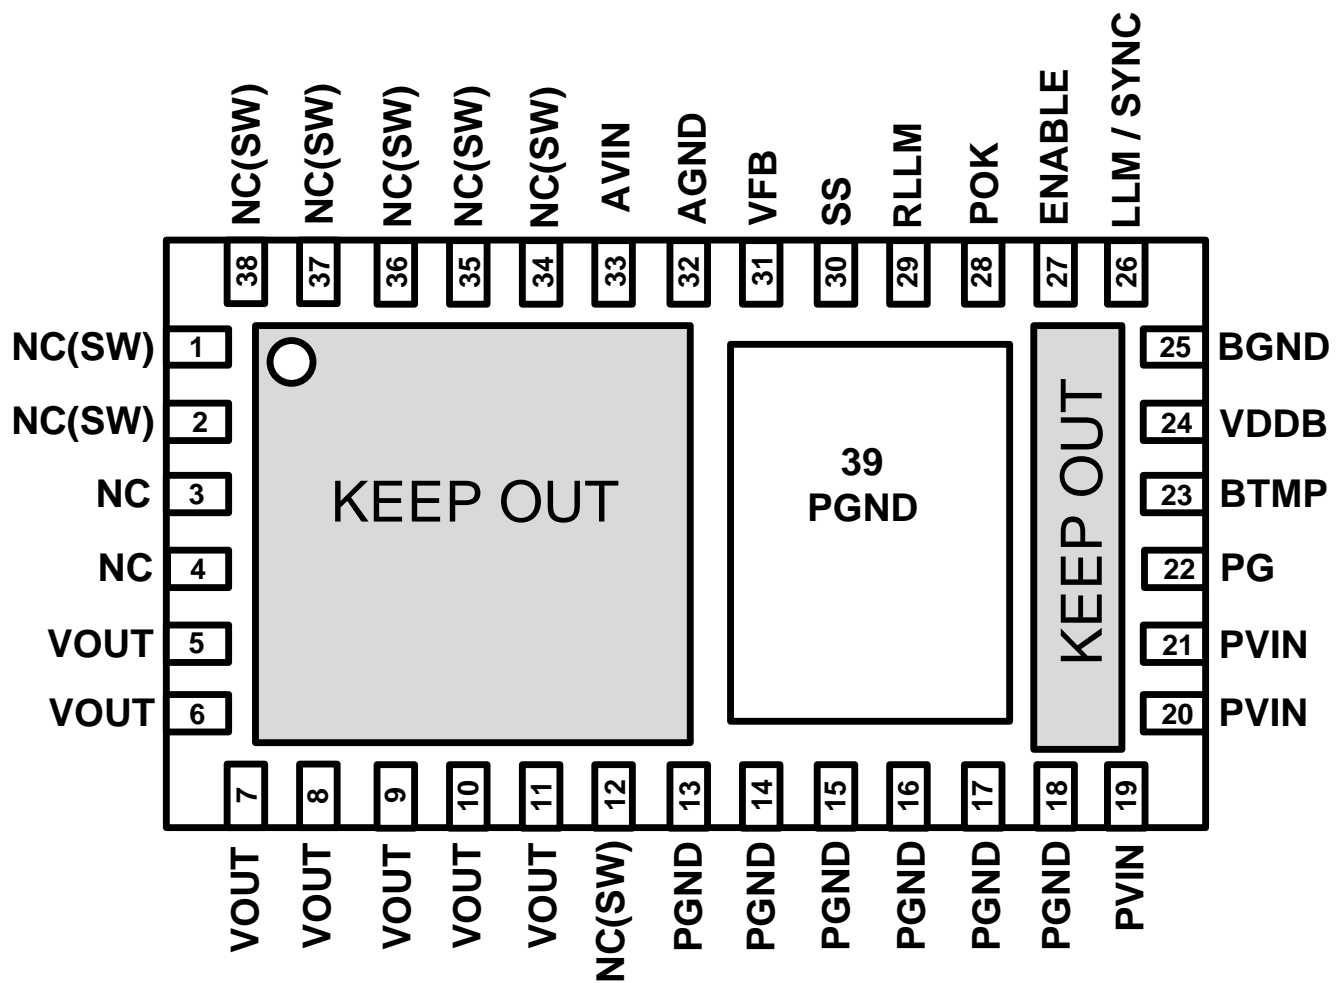 NC(SW)
NC(SW)
NC(SW)
NC(SW)
NC(SW)
AVIN
AGND
VFB
SS
RLLM
POK
ENABLE
LLM / SYNC
38
37
36
35
34
33
32
31
30
29
28
27
26
NC(SW) 1
NC(SW) 2
NC 3
NC 4
VOUT 5
VOUT 6
KEEP OUT
39
PGND
KEEP OUT
25 BGND
24 VDDB
23 BTMP
22 PG
21 PVIN
20 PVIN
7
8
9
10
11
12
13
14
15
16
17
18
19
VOUT
VOUT
VOUT
VOUT
VOUT
NC(SW)
PGND
PGND
PGND
PGND
PGND
PGND
PVIN